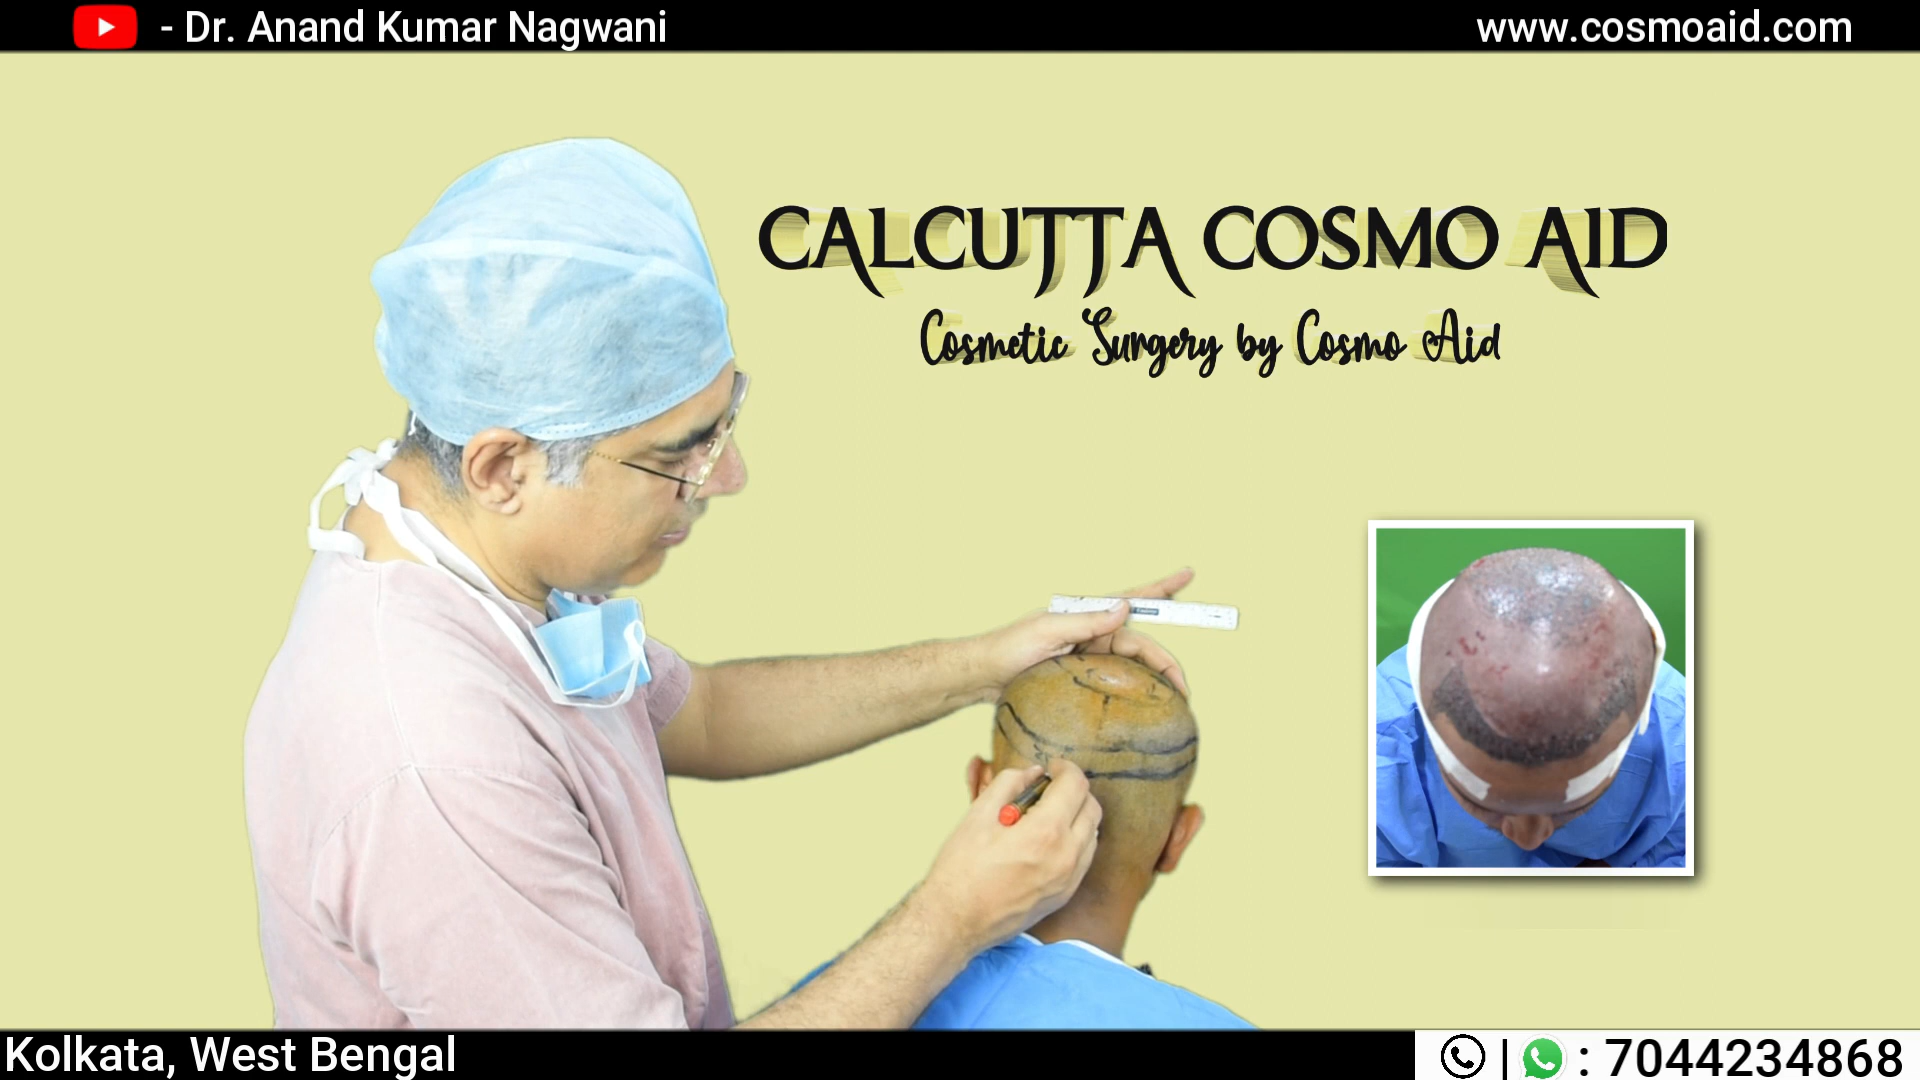 - Dr. Anand Kumar Nagwani
www.cosmoaid.com
CALCUTTA COSMO AID
Cosmetic Surgery by Cosmo Aid
Kolkata, West Bengal
| : 7044234868